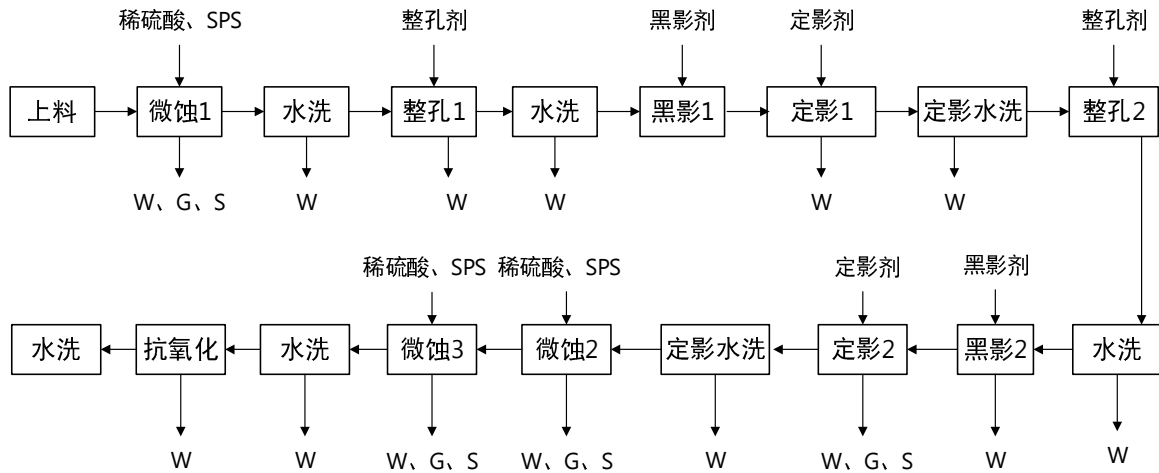 稀硫酸、SPS
整孔剂
黑影剂
定影剂
整孔剂
上料
微蚀1
水洗
整孔1
水洗
黑影1
定影1
定影水洗
整孔2
W、G、S
W
W
W
W
W
稀硫酸、SPS
稀硫酸、SPS
定影剂
黑影剂
水洗
抗氧化
水洗
微蚀3
微蚀2
定影水洗
定影2
黑影2
水洗
W
W
W、G、S
W、G、S
W
W、G、S
W
W